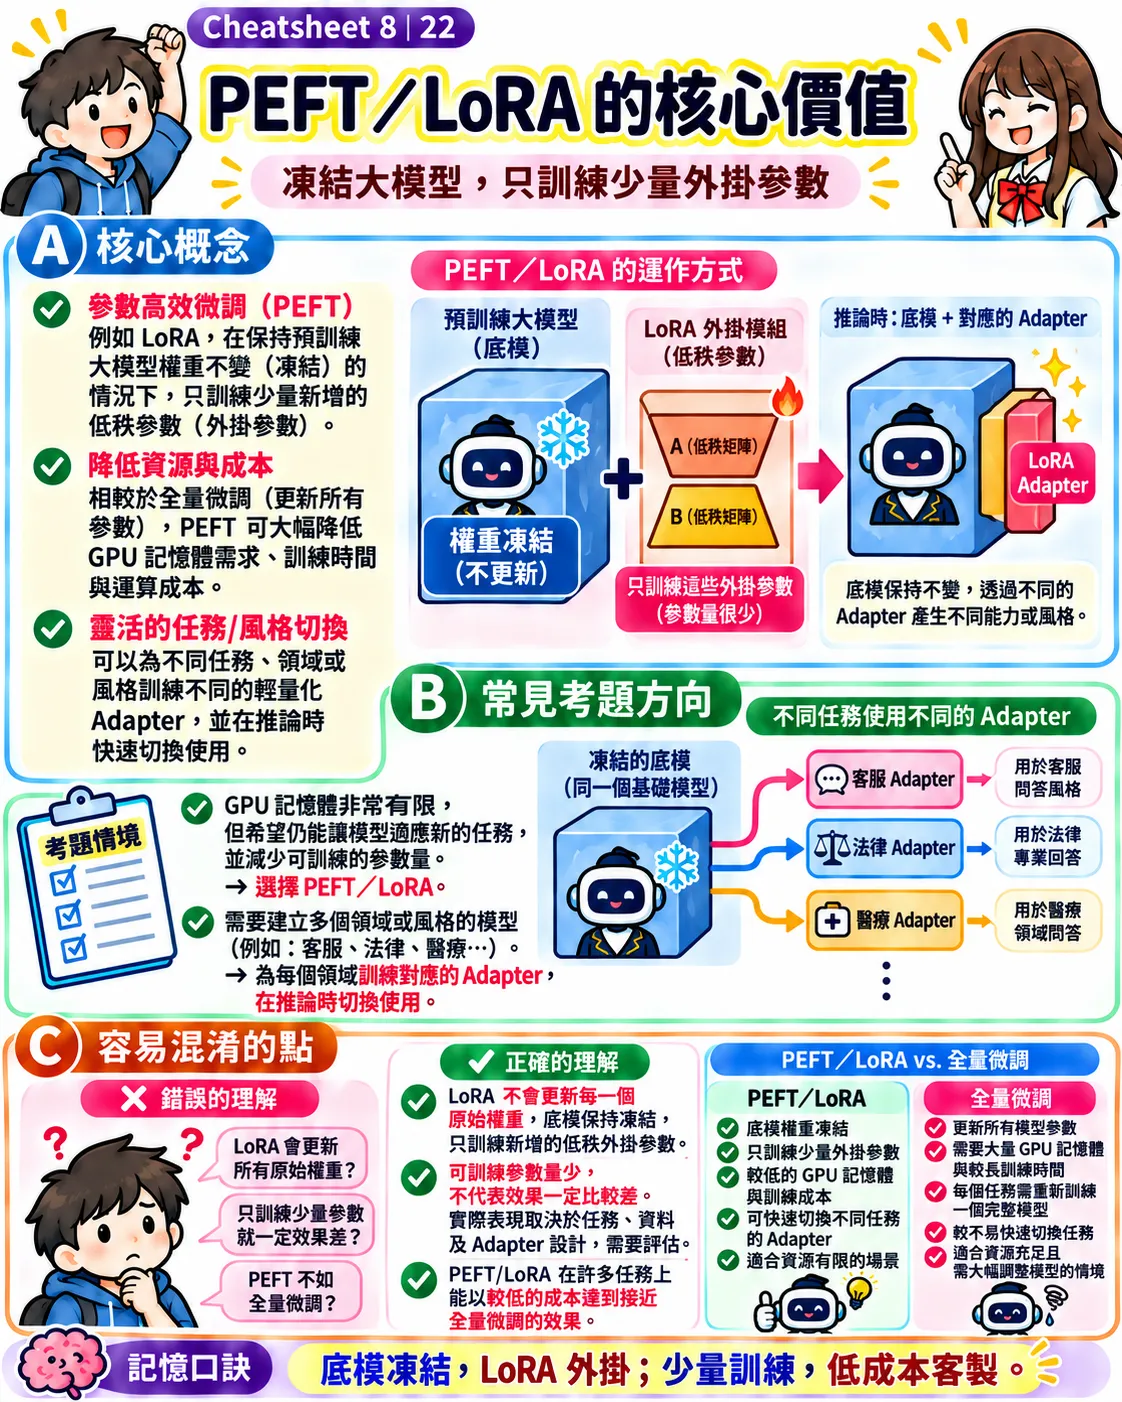 Cheatsheet 8 | 22
PEFT／LoRA 的核心價值
凍結大模型，只訓練少量外掛參數
A 核心概念
參數高效微調（PEFT）
例如 LoRA，在保持預訓練
大模型權重不變（凍結）的
情況下，只訓練少量新增的
低秩參數（外掛參數）。
降低資源與成本
相較於全量微調（更新所有
參數），PEFT 可大幅降低
GPU 記憶體需求、訓練時間
與運算成本。
靈活的任務/風格切換
可以為不同任務、領域或
風格訓練不同的輕量化
Adapter，並在推論時
快速切換使用。
PEFT／LoRA 的運作方式
預訓練大模型
（底模）
權重凍結
（不更新）
LoRA 外掛模組
（低秩參數）
A（低秩矩陣）
B（低秩矩陣）
只訓練這些外掛參數
（參數量很少）
推論時：底模 + 對應的 Adapter
LoRA
Adapter
底模保持不變，透過不同的
Adapter 產生不同能力或風格。
B 常見考題方向
考題情境
GPU 記憶體非常有限，
但希望仍能讓模型適應新的任務，
並減少可訓練的參數量。
→ 選擇 PEFT／LoRA。
需要建立多個領域或風格的模型
（例如：客服、法律、醫療…）。
→ 為每個領域訓練對應的 Adapter，
在推論時切換使用。
不同任務使用不同的 Adapter
凍結的底模
（同一個基礎模型）
客服 Adapter
用於客服
問答風格
法律 Adapter
用於法律
專業回答
醫療 Adapter
用於醫療
領域問答
C 容易混淆的點
錯誤的理解
LoRA 會更新
所有原始權重？
只訓練少量參數
就一定效果差？
PEFT 不如
全量微調？
正確的理解
LoRA 不會更新每一個
原始權重，底模保持凍結，
只訓練新增的低秩外掛參數。
可訓練參數量少，
不代表效果一定比較差。
實際表現取決於任務、資料
及 Adapter 設計，需要評估。
PEFT/LoRA 在許多任務上
能以較低的成本達到接近
全量微調的效果。
PEFT／LoRA vs. 全量微調
PEFT／LoRA
底模權重凍結
只訓練少量外掛參數
較低的 GPU 記憶體
與訓練成本
可快速切換不同任務
的 Adapter
適合資源有限的場景
全量微調
更新所有模型參數
需要大量 GPU 記憶體
與較長訓練時間
每個任務需重新訓練
一個完整模型
較不易快速切換任務
適合資源充足且
需大幅調整模型的情境
記憶口訣
底模凍結，LoRA 外掛；少量訓練，低成本客製。